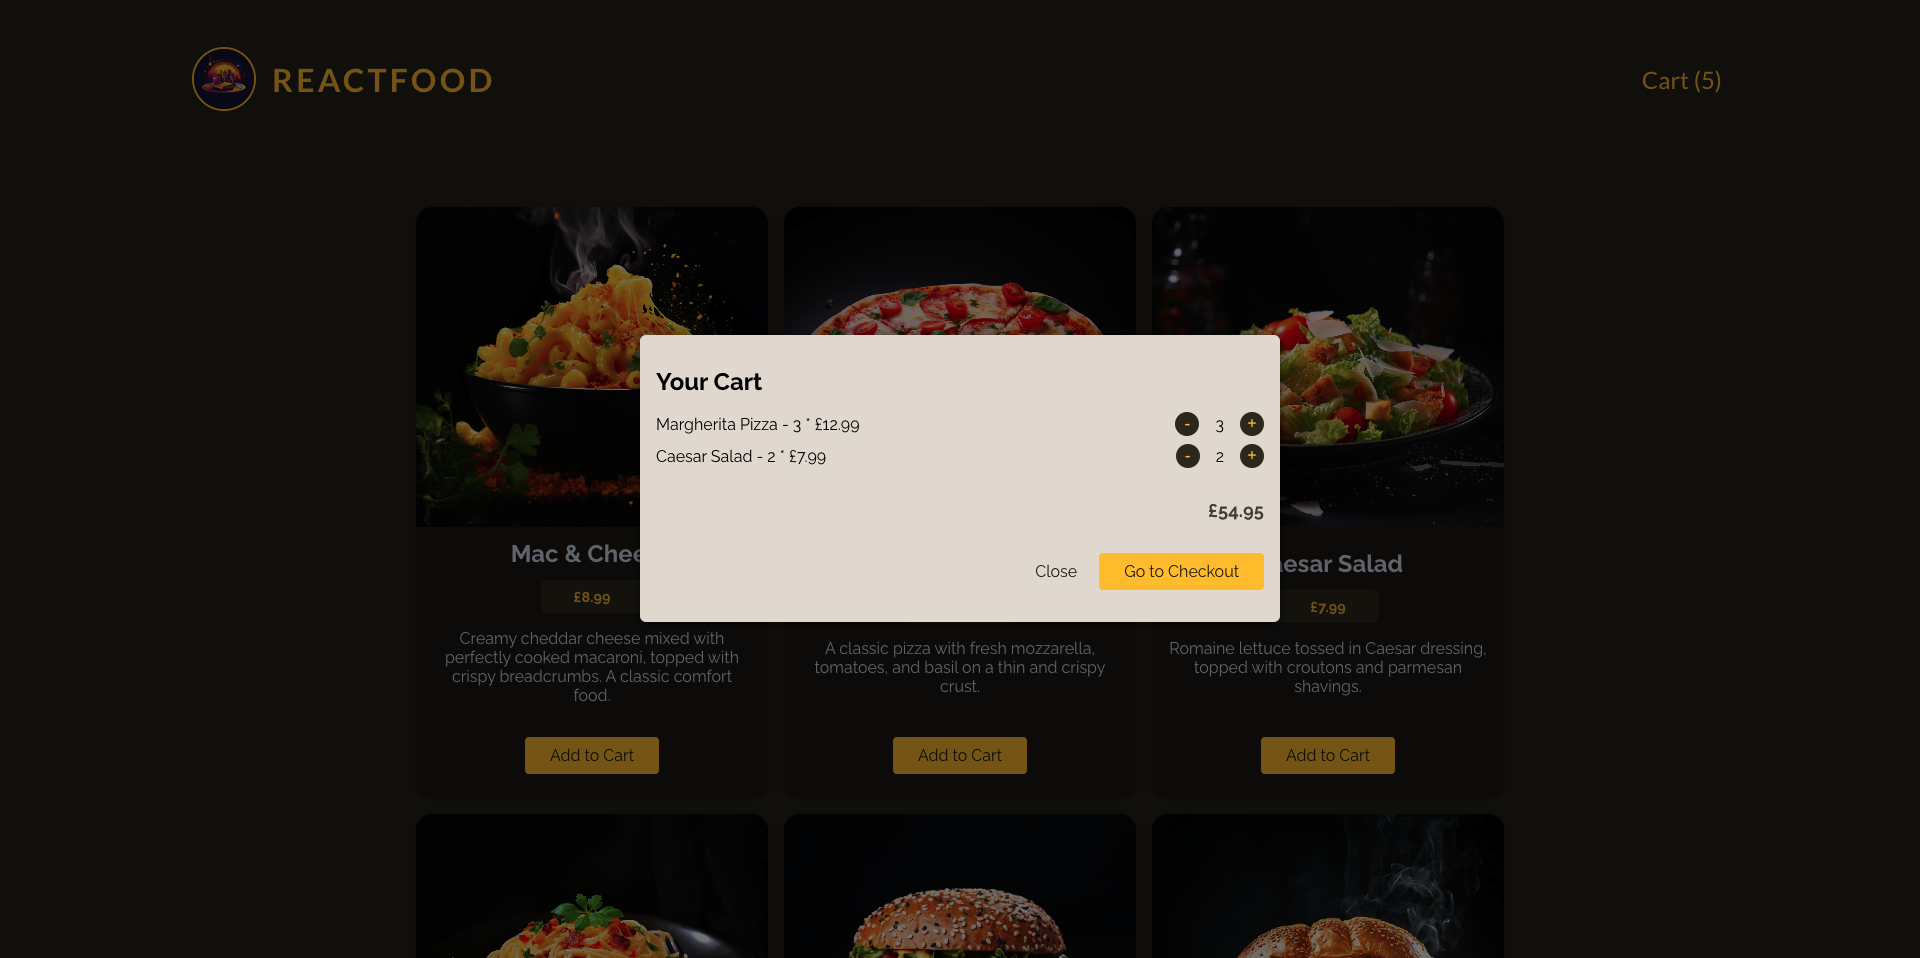 REACTFOOD
Cart (5)
Your Cart
Margherita Pizza - 3 * £12.99
- 3 +
Caesar Salad - 2 * £7.99
- 2 +
£54.95
Close
Go to Checkout
Mac & Chee
£8.99
Creamy cheddar cheese mixed with
perfectly cooked macaroni, topped with
crispy breadcrumbs. A classic comfort
food.
Add to Cart
A classic pizza with fresh mozzarella,
tomatoes, and basil on a thin and crispy
crust.
Add to Cart
aesar Salad
£7.99
Romaine lettuce tossed in Caesar dressing,
topped with croutons and parmesan
shavings.
Add to Cart